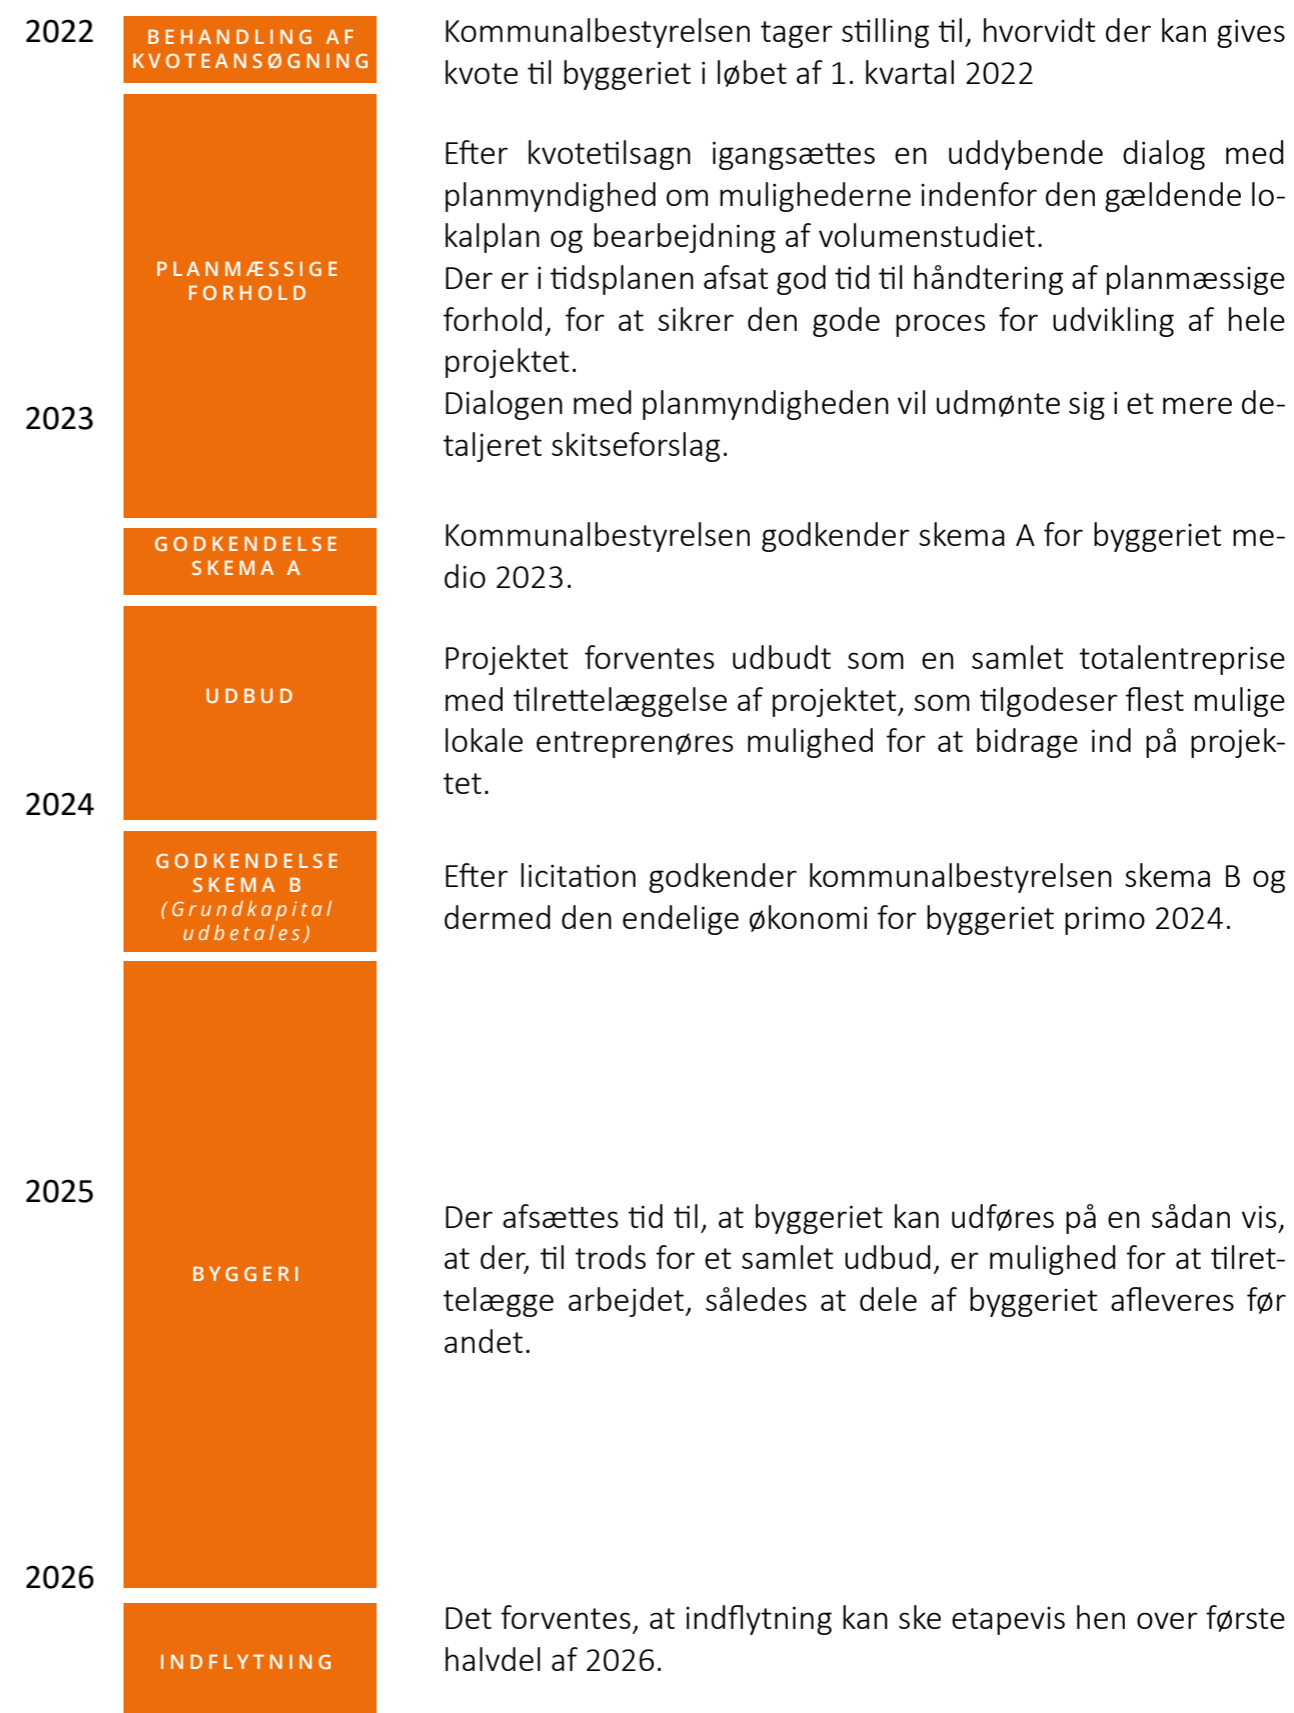 2022
BEHANDLING AF
KVOTEANSØGNING
Kommunalbestyrelsen tager stilling til, hvorvidt der kan gives
kvote til byggeriet i løbet af 1. kvartal 2022
PLANMÆSSIGE
FORHOLD
Efter kvotetilsagn igangsættes en uddybende dialog med
planmyndighed om mulighederne indenfor den gældende lo-
kalplan og bearbejdning af volumenstudiet.
Der er i tidsplanen afsat god tid til håndtering af planmæssige
forhold, for at sikrer den gode proces for udvikling af hele
projektet.
2023
Dialogen med planmyndigheden vil udmønte sig i et mere de-
taljeret skitseforslag.
GODKENDELSE
SKEMA A
Kommunalbestyrelsen godkender skema A for byggeriet me-
dio 2023.
UDBUD
Projektet forventes udbudt som en samlet totalentreprise
med tilrettelæggelse af projektet, som tilgodeser flest mulige
lokale entreprenøres mulighed for at bidrage ind på projek-
tet.
2024
GODKENDELSE
SKEMA B
(Grundkapital
udbetales)
Efter licitation godkender kommunalbestyrelsen skema B og
dermed den endelige økonomi for byggeriet primo 2024.
2025
BYGGERI
Der afsættes tid til, at byggeriet kan udføres på en sådan vis,
at der, til trods for et samlet udbud, er mulighed for at tilret-
telægge arbejdet, således at dele af byggeriet afleveres før
andet.
2026
INDFLYTNING
Det forventes, at indflytning kan ske etapevis hen over første
halvdel af 2026.